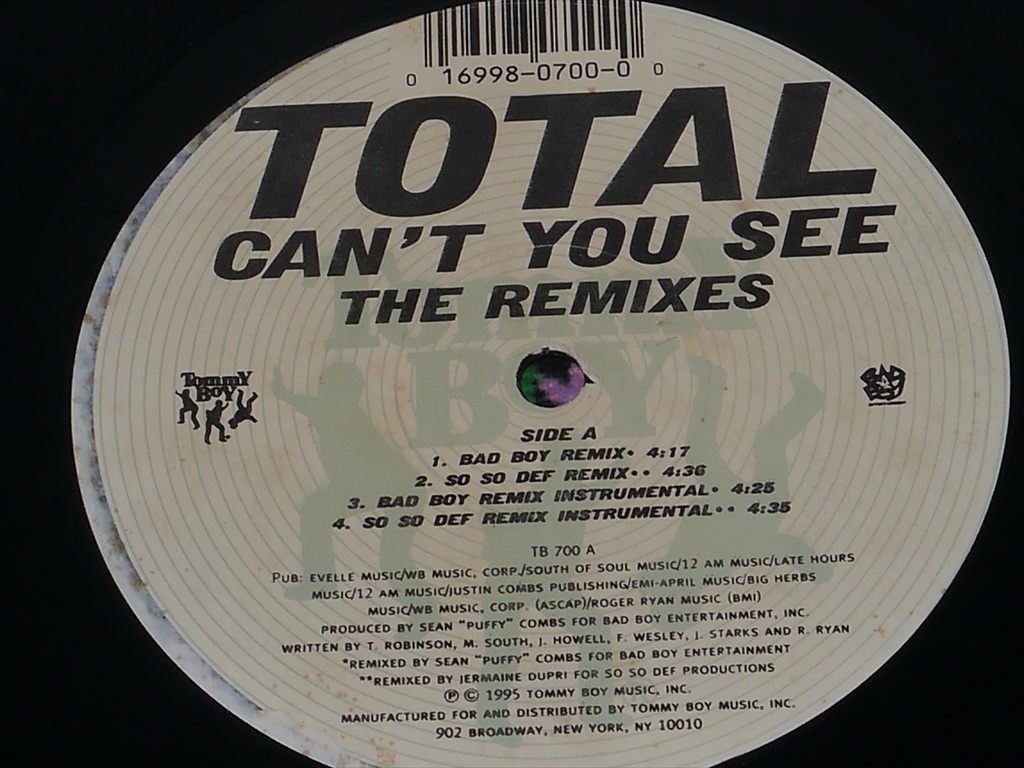 0 16998-0700-0 0
TOTAL
CAN'T YOU SEE
THE REMIXES
Tommy
BOY
Tommy
Boy
BAD
BOY
SIDE A
1. BAD BOY REMIX• 4:17
2. SO SO DEF REMIX•• 4:36
3. BAD BOY REMIX INSTRUMENTAL• 4:25
4. SO SO DEF REMIX INSTRUMENTAL•• 4:35
TB 700 A
PUB: EVELLE MUSIC/WB MUSIC, CORP./SOUTH OF SOUL MUSIC/12 AM MUSIC/LATE HOURS
MUSIC/12 AM MUSIC/JUSTIN COMBS PUBLISHING/EMI-APRIL MUSIC/BIG HERBS
MUSIC/WB MUSIC, CORP. (ASCAP)/ROGER RYAN MUSIC (BMI)
PRODUCED BY SEAN "PUFFY" COMBS FOR BAD BOY ENTERTAINMENT, INC.
WRITTEN BY T. ROBINSON, M. SOUTH, J. HOWELL, F. WESLEY, J. STARKS AND R. RYAN
*REMIXED BY SEAN "PUFFY" COMBS FOR BAD BOY ENTERTAINMENT
**REMIXED BY JERMAINE DUPRI FOR SO SO DEF PRODUCTIONS
℗ © 1995 TOMMY BOY MUSIC, INC.
MANUFACTURED FOR AND DISTRIBUTED BY TOMMY BOY MUSIC, INC.
902 BROADWAY, NEW YORK, NY 10010